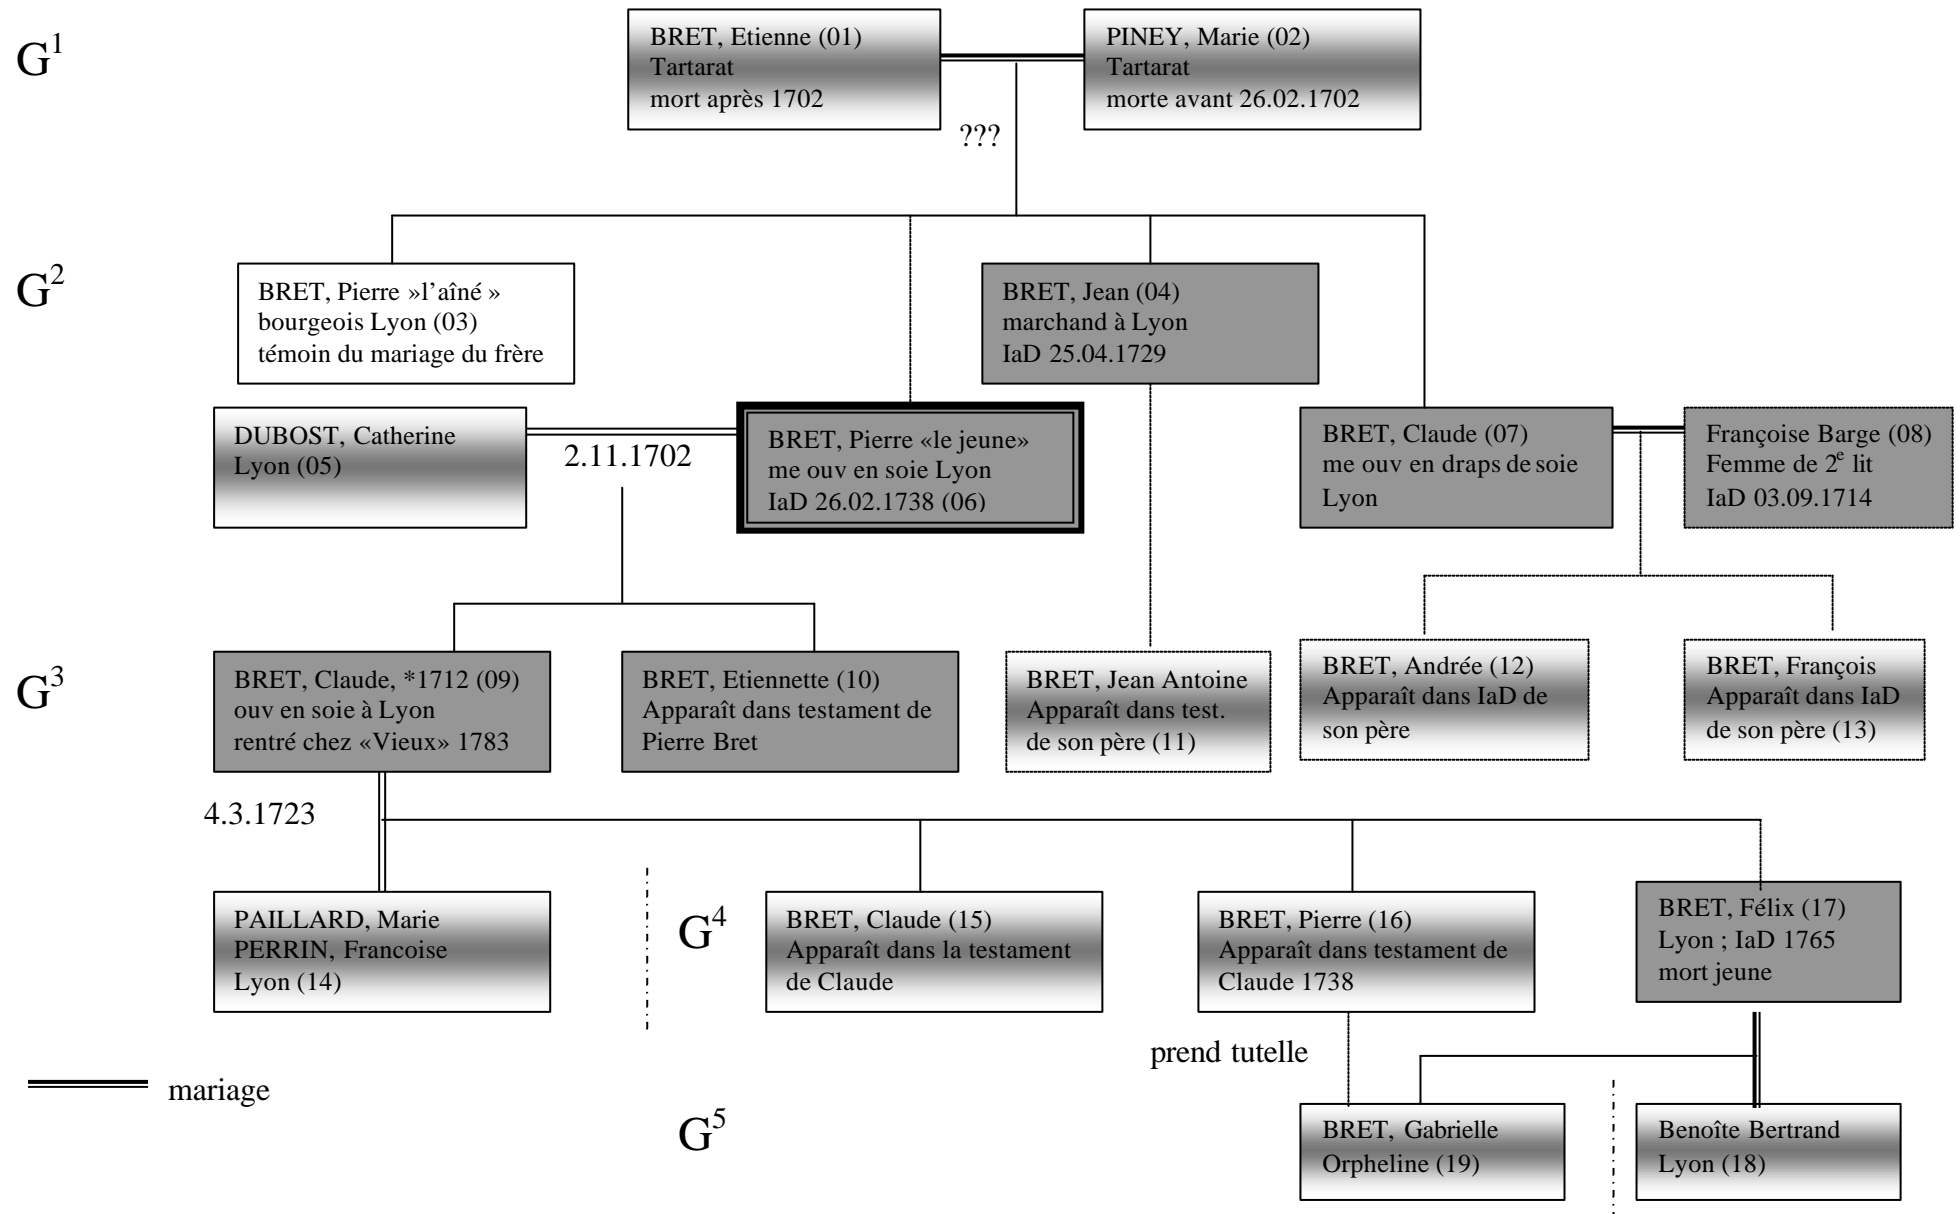 G1
BRET, Etienne (01)
Tartarat
mort après 1702
PINEY, Marie (02)
Tartarat
morte avant 26.02.1702
???
G2
BRET, Pierre »l’aîné »
bourgeois Lyon (03)
témoin du mariage du frère
BRET, Jean (04)
marchand à Lyon
IaD 25.04.1729
DUBOST, Catherine
Lyon (05)
2.11.1702
BRET, Pierre «le jeune»
me ouv en soie Lyon
IaD 26.02.1738 (06)
BRET, Claude (07)
me ouv en draps de soie
Lyon
Françoise Barge (08)
Femme de 2e lit
IaD 03.09.1714
G3
BRET, Claude, *1712 (09)
ouv en soie à Lyon
rentré chez «Vieux» 1783
BRET, Etiennette (10)
Apparaît dans testament de
Pierre Bret
BRET, Jean Antoine
Apparaît dans test.
de son père (11)
BRET, Andrée (12)
Apparaît dans IaD de
son père
BRET, François
Apparaît dans IaD
de son père (13)
4.3.1723
PAILLARD, Marie
PERRIN, Francoise
Lyon (14)
G4
BRET, Claude (15)
Apparaît dans la testament
de Claude
BRET, Pierre (16)
Apparaît dans testament de
Claude 1738
BRET, Félix (17)
Lyon ; IaD 1765
mort jeune
prend tutelle
mariage
G5
BRET, Gabrielle
Orpheline (19)
Benoîte Bertrand
Lyon (18)